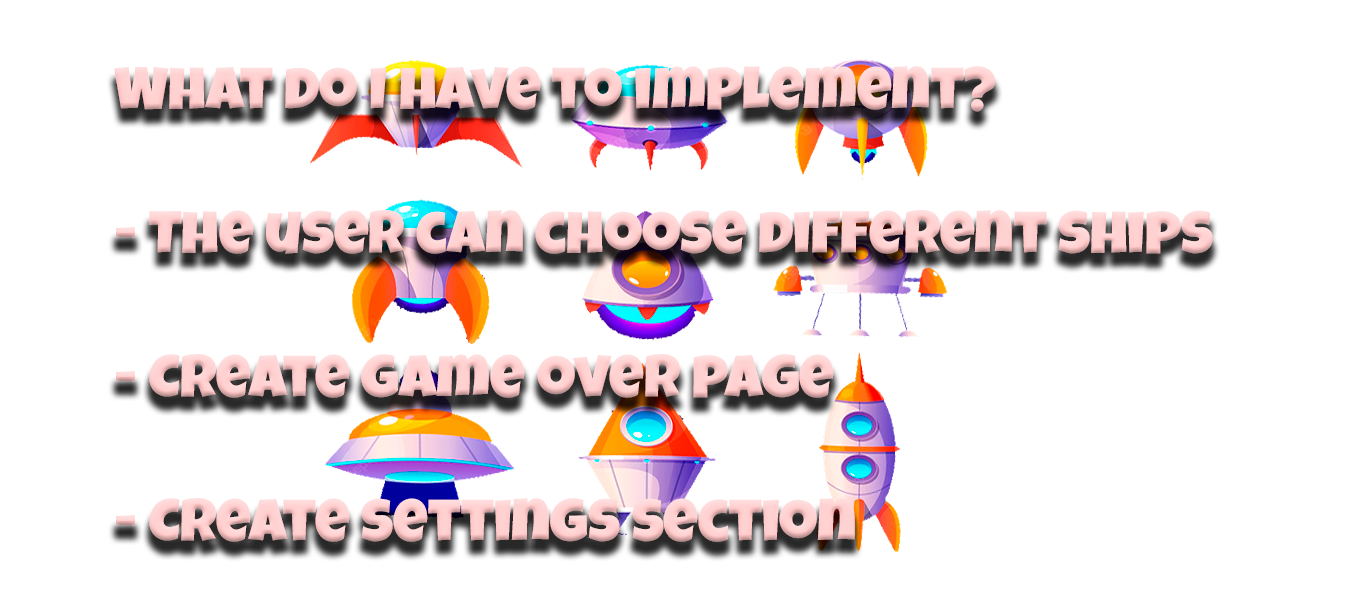 What do I have to implement?
- The user can choose different ships
- Create game over page
- Create settings section